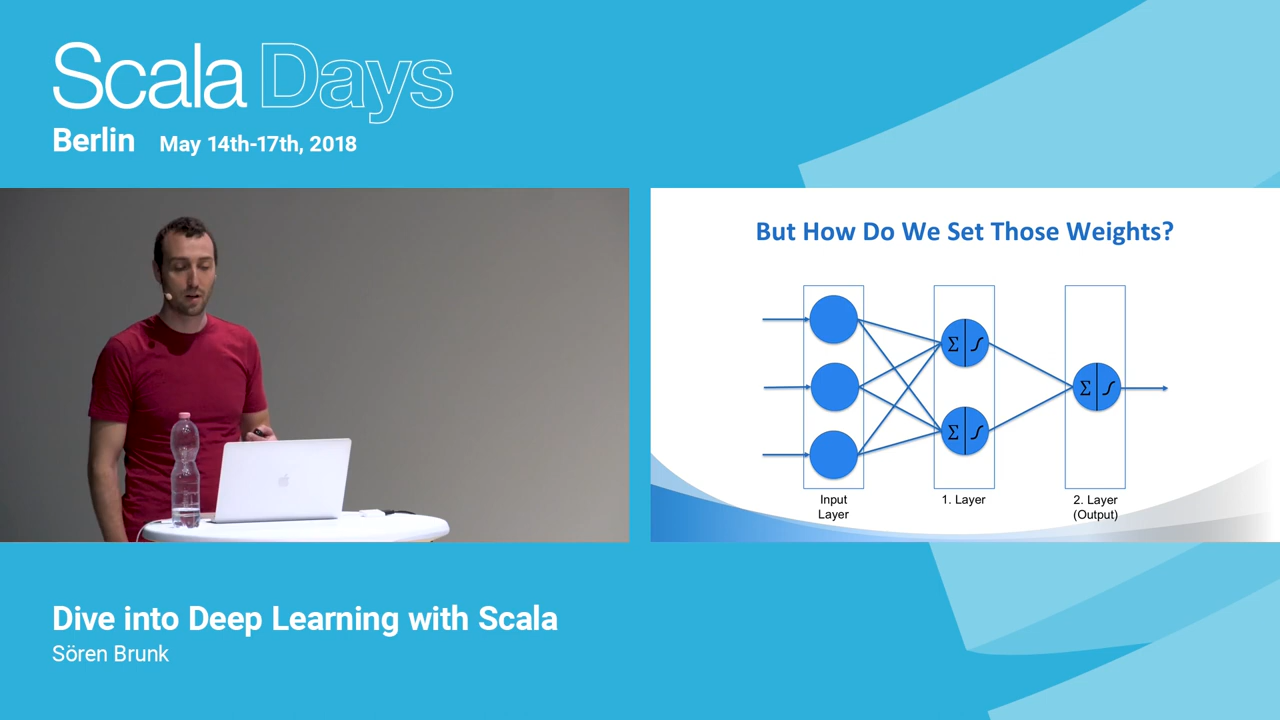 Scala Days
Berlin May 14th-17th, 2018
But How Do We Set Those Weights?
Σ ∫
Σ ∫
Σ ∫
Input
Layer
1. Layer
2. Layer
(Output)
Dive into Deep Learning with Scala
Sören Brunk